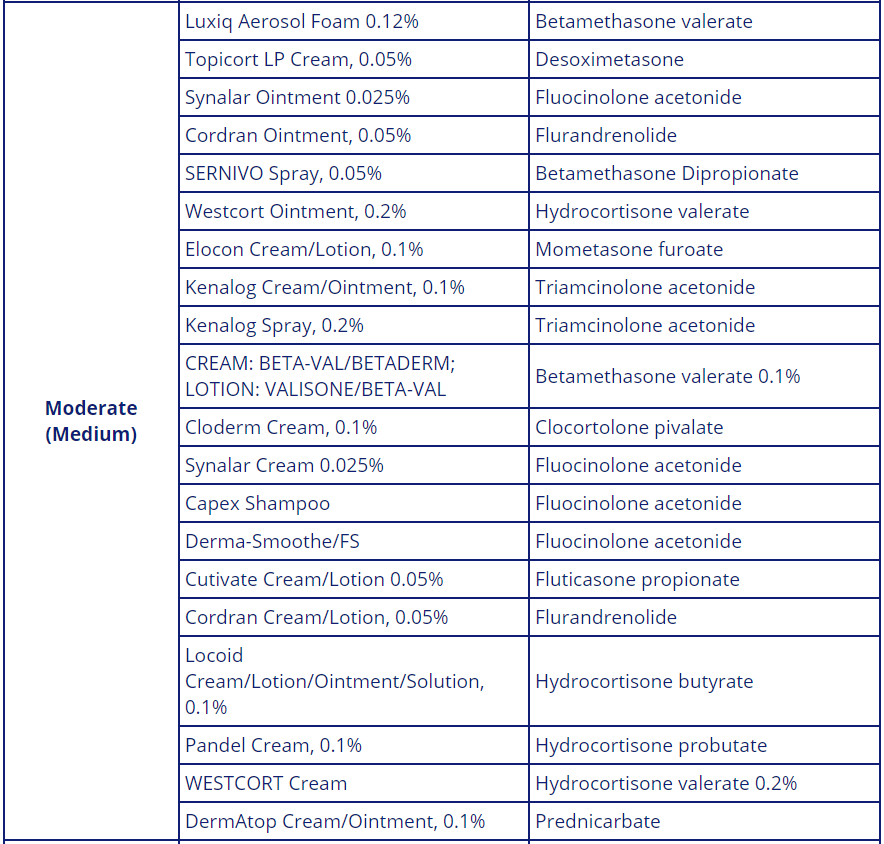 Luxiq Aerosol Foam 0.12% Betamethasone valerate
Topicort LP Cream, 0.05% Desoximetasone
Synalar Ointment 0.025% Fluocinolone acetonide
Cordran Ointment, 0.05% Flurandrenolide
SERNIVO Spray, 0.05% Betamethasone Dipropionate
Westcort Ointment, 0.2% Hydrocortisone valerate
Elocon Cream/Lotion, 0.1% Mometasone furoate
Kenalog Cream/Ointment, 0.1% Triamcinolone acetonide
Kenalog Spray, 0.2% Triamcinolone acetonide
CREAM: BETA-VAL/BETADERM;
LOTION: VALISONE/BETA-VAL
Betamethasone valerate 0.1%
Moderate
(Medium)
Cloderm Cream, 0.1% Clocortolone pivalate
Synalar Cream 0.025% Fluocinolone acetonide
Capex Shampoo Fluocinolone acetonide
Derma-Smoothe/FS Fluocinolone acetonide
Cutivate Cream/Lotion 0.05% Fluticasone propionate
Cordran Cream/Lotion, 0.05% Flurandrenolide
Locoid
Cream/Lotion/Ointment/Solution,
0.1%
Hydrocortisone butyrate
Pandel Cream, 0.1% Hydrocortisone probutate
WESTCORT Cream Hydrocortisone valerate 0.2%
DermAtop Cream/Ointment, 0.1% Prednicarbate